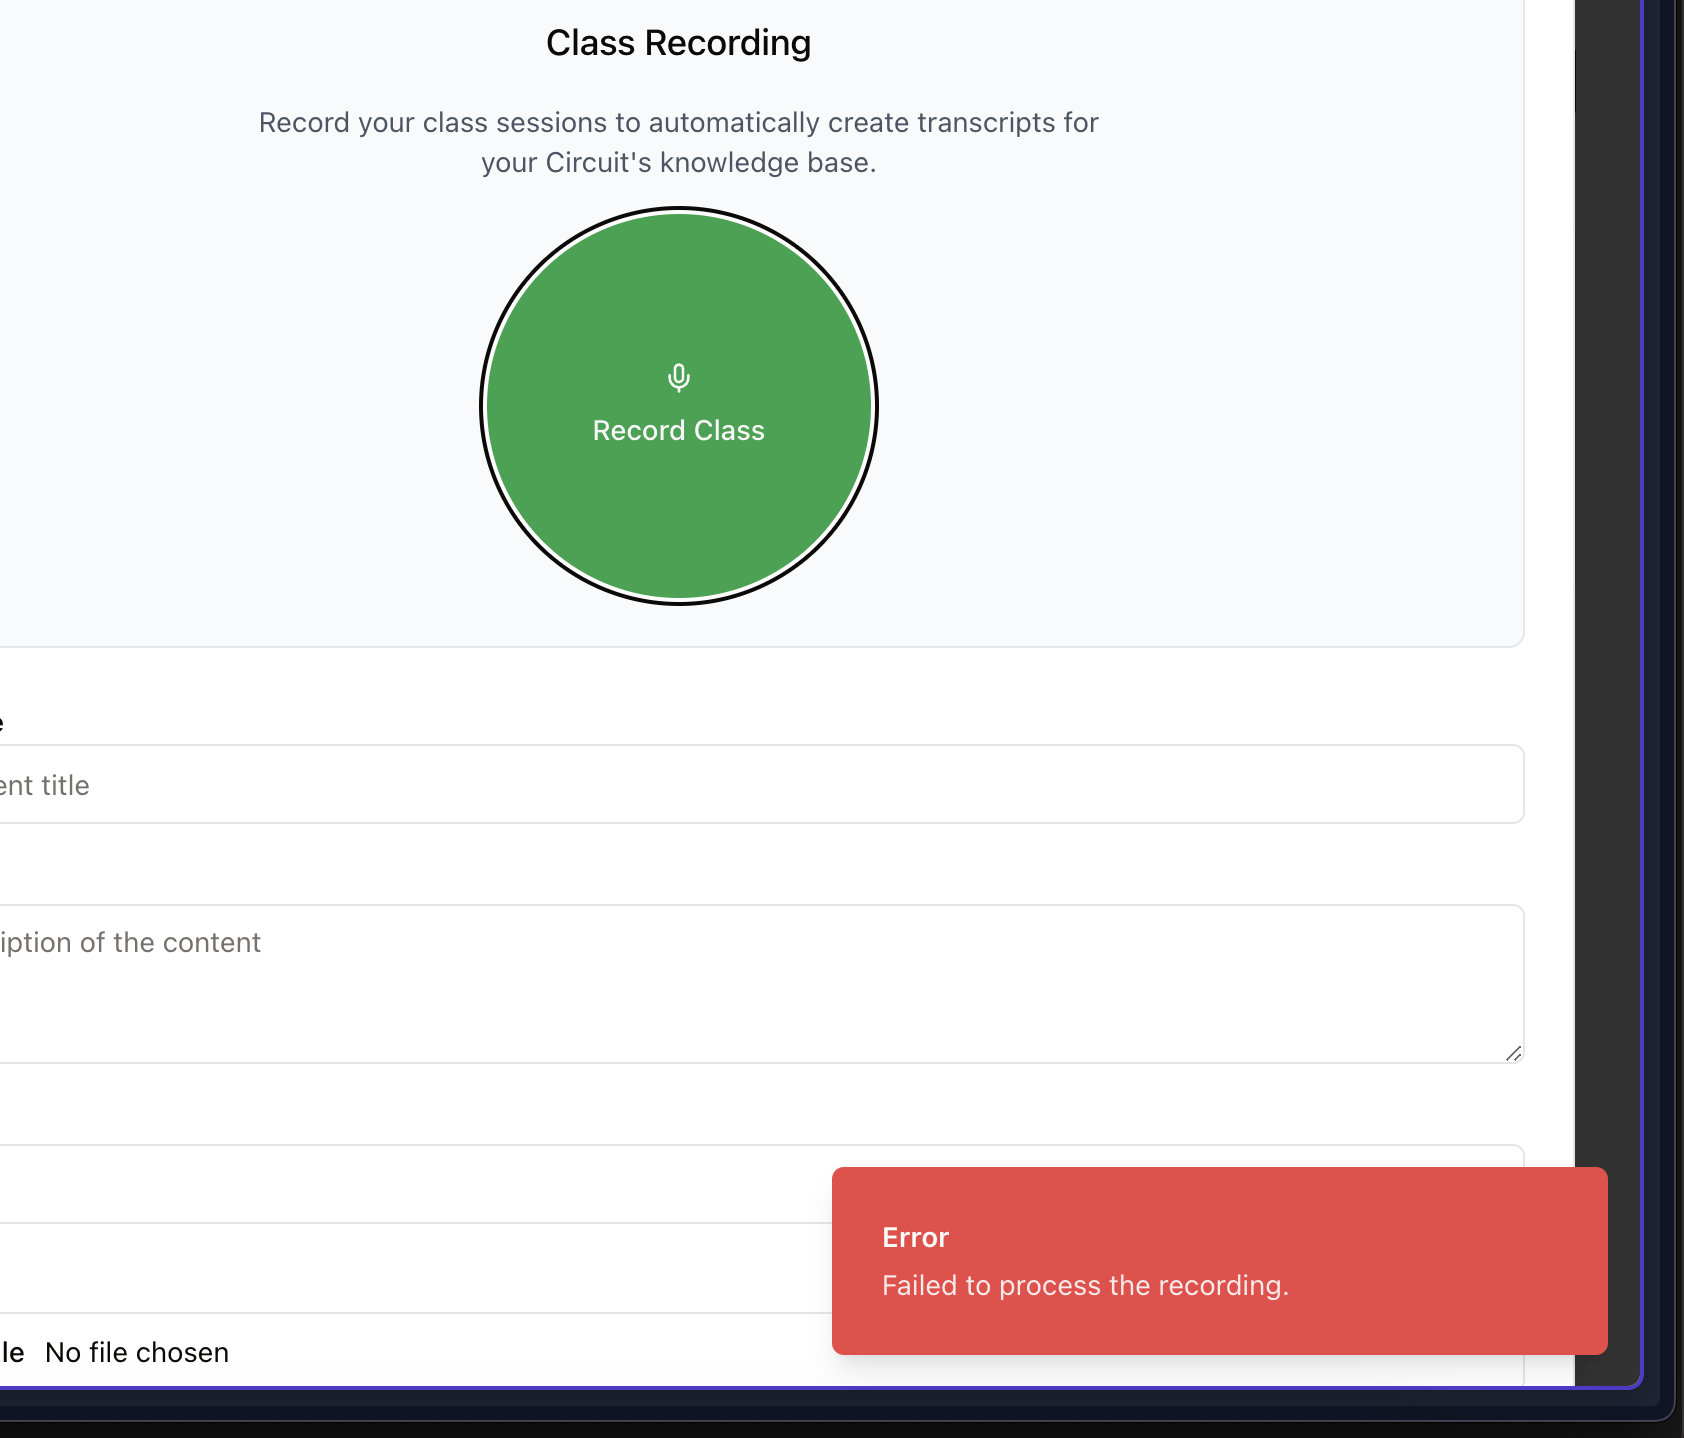 Class Recording
Record your class sessions to automatically create transcripts for
your Circuit's knowledge base.
Record Class
ent title
iption of the content
Error
Failed to process the recording.
le No file chosen